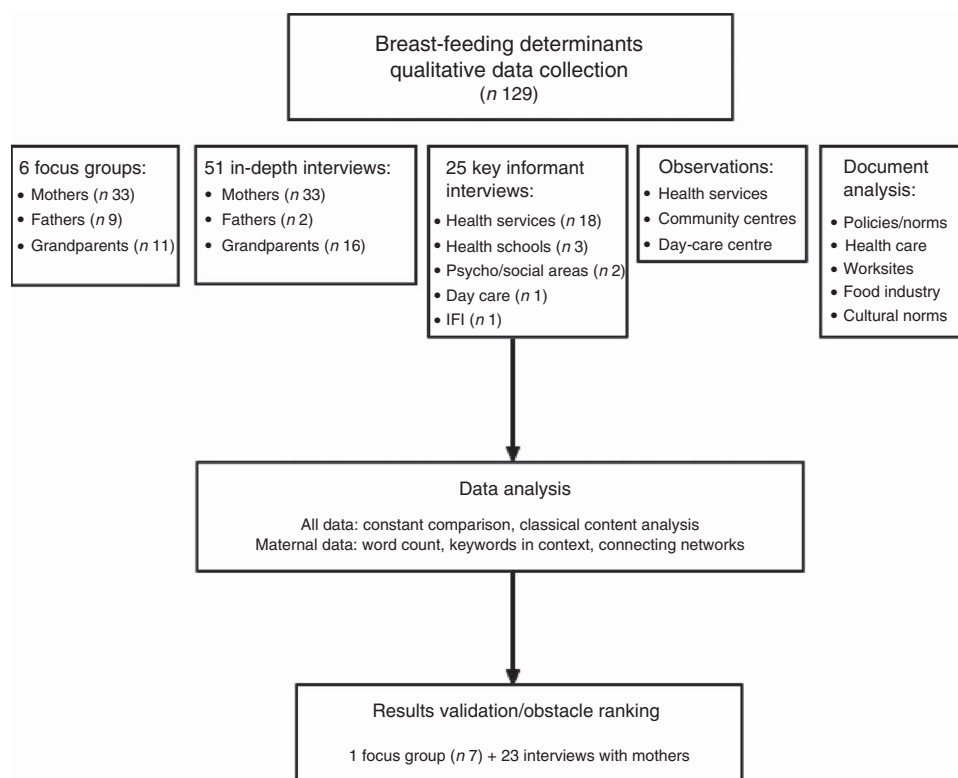 Breast-feeding determinants
qualitative data collection
(n 129)
6 focus groups:
• Mothers (n 33)
• Fathers (n 9)
• Grandparents (n 11)
51 in-depth interviews:
• Mothers (n 33)
• Fathers (n 2)
• Grandparents (n 16)
25 key informant
interviews:
• Health services (n 18)
• Health schools (n 3)
• Psycho/social areas (n 2)
• Day care (n 1)
• IFI (n 1)
Observations:
• Health services
• Community centres
• Day-care centre
Document
analysis:
• Policies/norms
• Health care
• Worksites
• Food industry
• Cultural norms
Data analysis
All data: constant comparison, classical content analysis
Maternal data: word count, keywords in context, connecting networks
Results validation/obstacle ranking
1 focus group (n 7) + 23 interviews with mothers